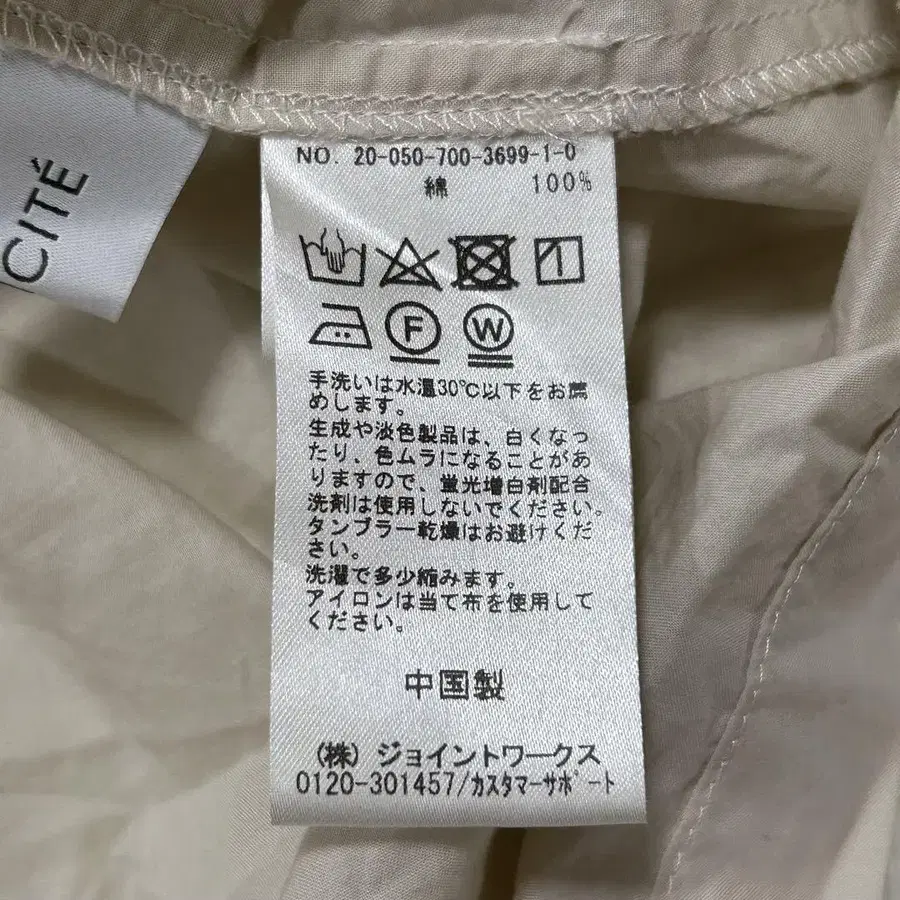 CITÉ
NO. 20-050-700-3699-1-0
綿 100%
F W
手洗いは水温30℃以下をお薦
めします。
生成や淡色製品は、白くなっ
たり、色ムラになることがあ
りますので、蛍光増白剤配合
洗剤は使用しないでください。
タンブラー乾燥はお避けくだ
さい。
洗濯で多少縮みます。
アイロンは当て布を使用して
ください。
中国製
(株)ジョイントワークス
0120-301457/カスタマーサポート